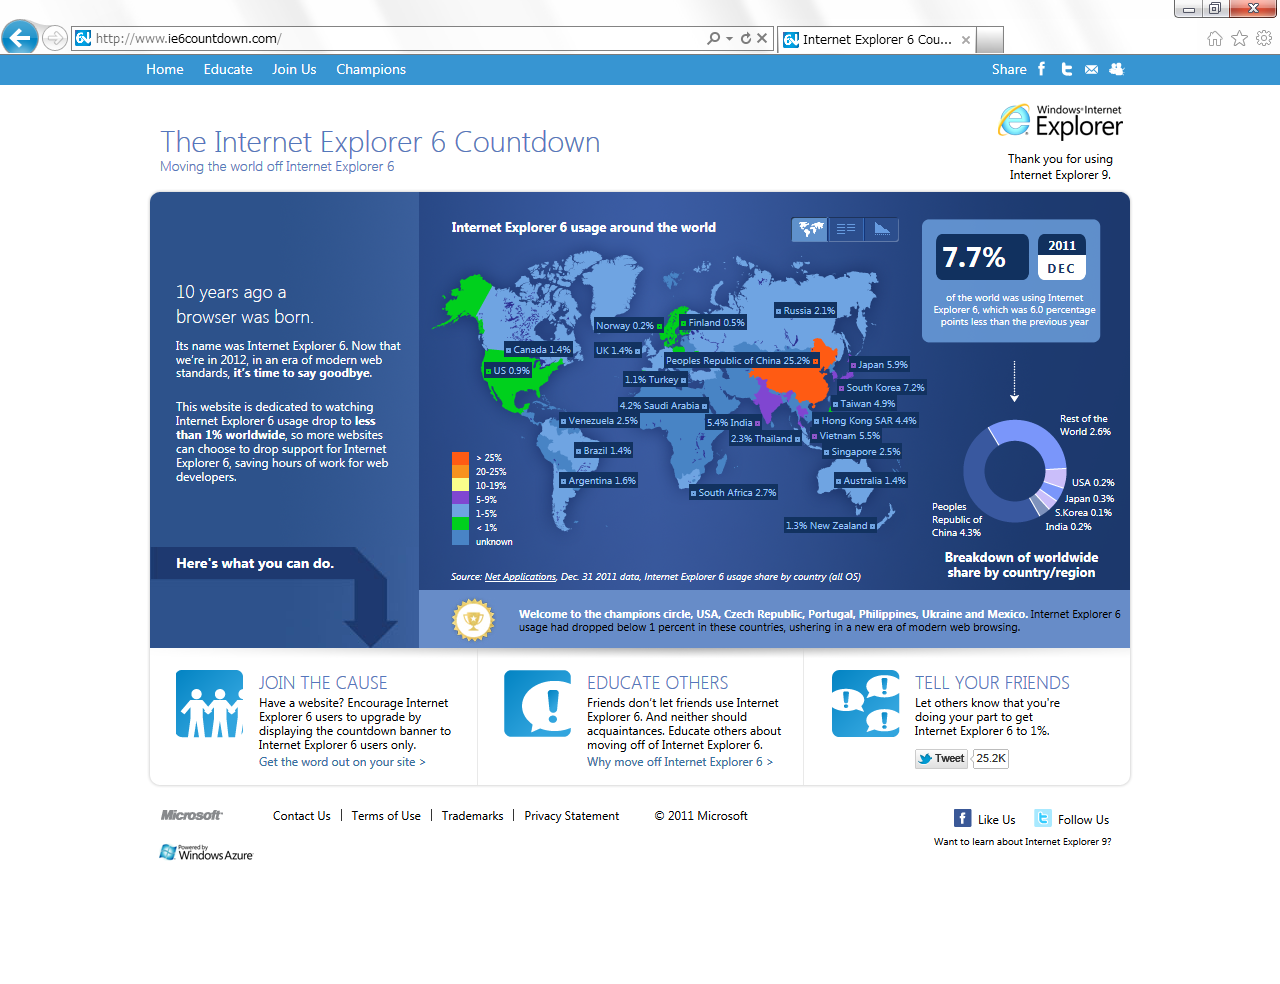 http://www.ie6countdown.com/
Internet Explorer 6 Cou...
Home Educate Join Us Champions
Share
Windows Internet
Explorer
Thank you for using
Internet Explorer 9.
The Internet Explorer 6 Countdown
Moving the world off Internet Explorer 6
10 years ago a
browser was born.
Its name was Internet Explorer 6. Now that
we're in 2012, in an era of modern web
standards, it's time to say goodbye.
This website is dedicated to watching
Internet Explorer 6 usage drop to less
than 1% worldwide, so more websites
can choose to drop support for Internet
Explorer 6, saving hours of work for web
developers.
Here's what you can do.
Internet Explorer 6 usage around the world
Russia 2.1%
Norway 0.2%
Finland 0.5%
Canada 1.4%
UK 1.4%
Peoples Republic of China 25.2%
Japan 5.9%
US 0.9%
1.1% Turkey
South Korea 7.2%
4.2% Saudi Arabia
Taiwan 4.9%
Venezuela 2.5%
5.4% India
Hong Kong SAR 4.4%
2.3% Thailand
Vietnam 5.5%
Brazil 1.4%
Singapore 2.5%
Argentina 1.6%
Australia 1.4%
South Africa 2.7%
1.3% New Zealand
> 25%
20-25%
10-19%
5-9%
1-5%
< 1%
unknown
Source: Net Applications, Dec. 31 2011 data, Internet Explorer 6 usage share by country (all OS)
7.7%
2011
DEC
of the world was using Internet
Explorer 6, which was 6.0 percentage
points less than the previous year
Rest of the
World 2.6%
USA 0.2%
Japan 0.3%
S.Korea 0.1%
India 0.2%
Peoples
Republic of
China 4.3%
Breakdown of worldwide
share by country/region
Welcome to the champions circle, USA, Czech Republic, Portugal, Philippines, Ukraine and Mexico. Internet Explorer 6
usage had dropped below 1 percent in these countries, ushering in a new era of modern web browsing.
JOIN THE CAUSE
Have a website? Encourage Internet
Explorer 6 users to upgrade by
displaying the countdown banner to
Internet Explorer 6 users only.
Get the word out on your site >
EDUCATE OTHERS
Friends don't let friends use Internet
Explorer 6. And neither should
acquaintances. Educate others about
moving off of Internet Explorer 6.
Why move off Internet Explorer 6 >
TELL YOUR FRIENDS
Let others know that you're
doing your part to get
Internet Explorer 6 to 1%.
Tweet 25.2K
Microsoft
Contact Us | Terms of Use | Trademarks | Privacy Statement © 2011 Microsoft
Like Us Follow Us
Want to learn about Internet Explorer 9?
Powered by
Windows Azure